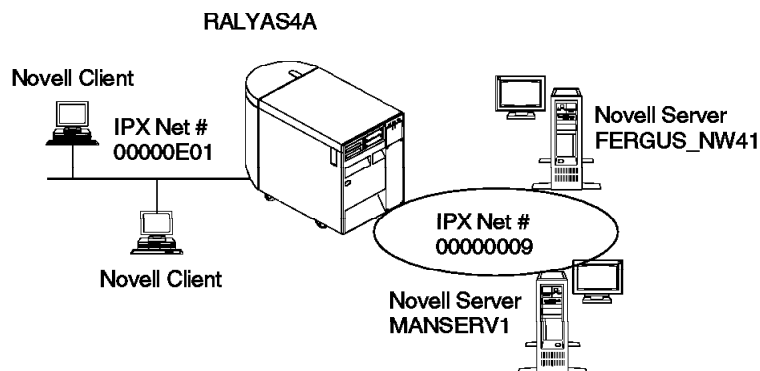 RALYAS4A
Novell Client
IPX Net #
00000E01
Novell Server
FERGUS_NW41
IPX Net #
00000009
Novell Client
Novell Server
MANSERV1